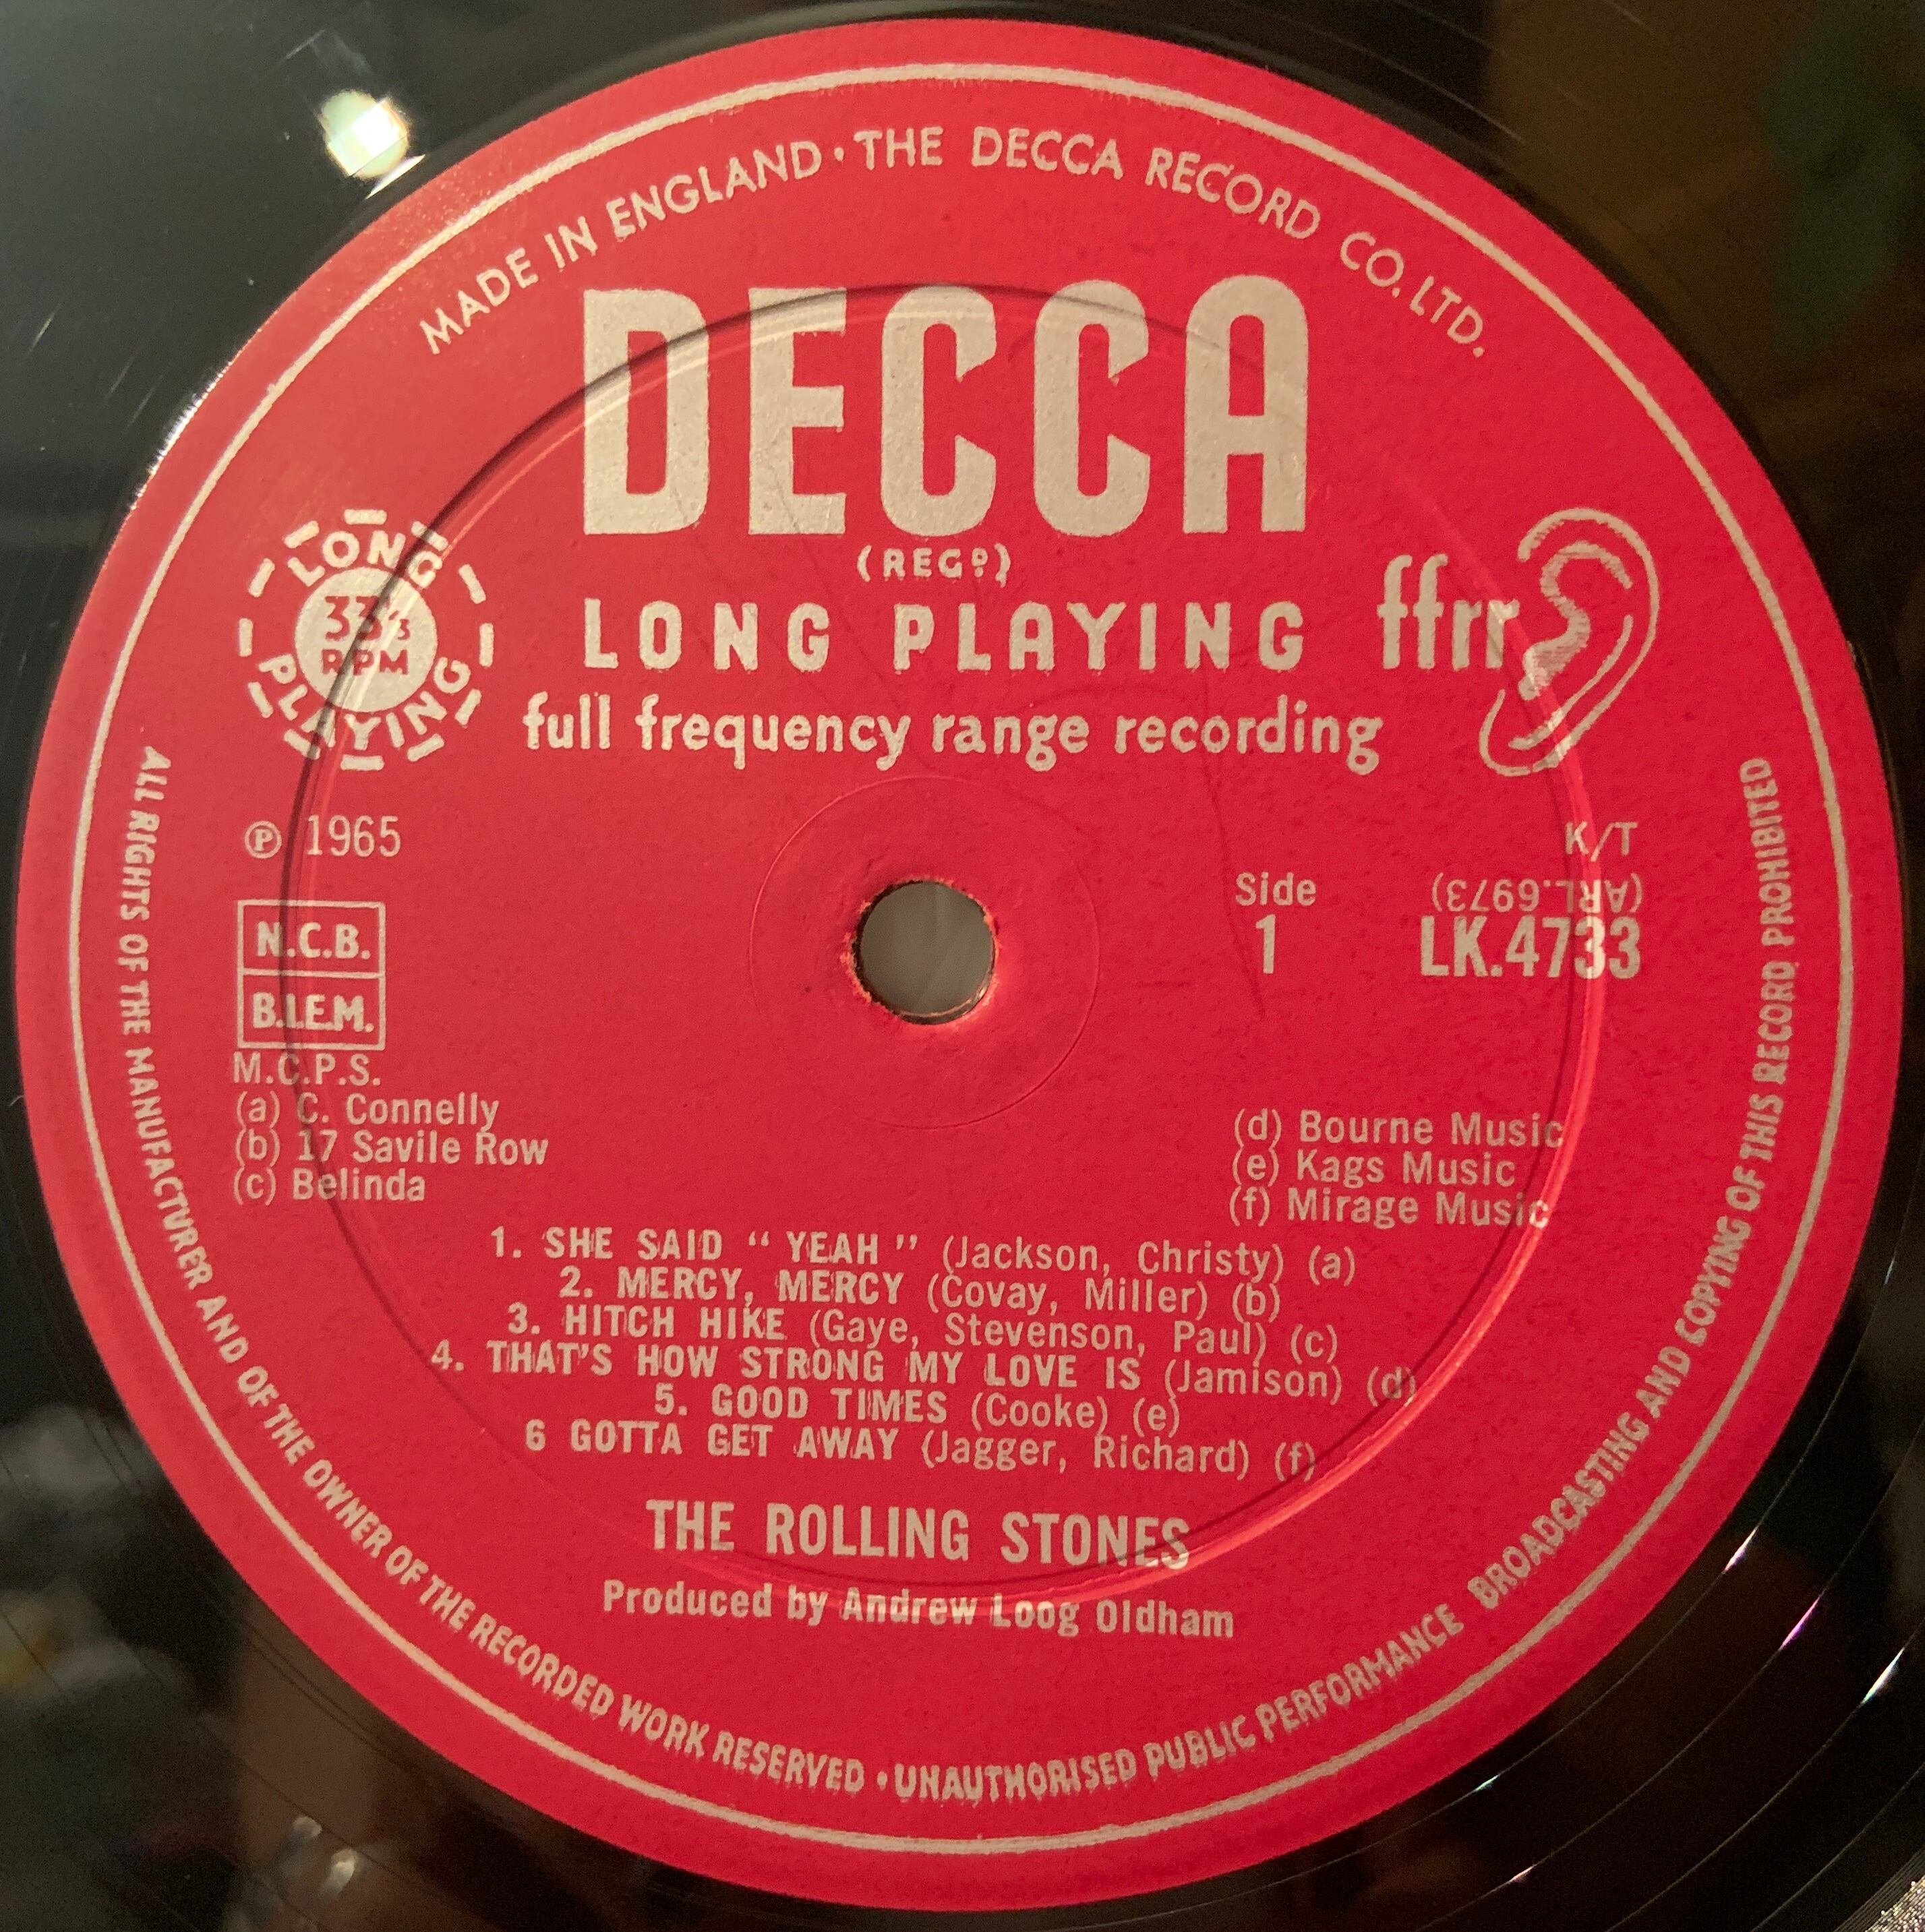 MADE IN ENGLAND · THE DECCA RECORD CO. LTD.
DECCA
(REGD)
LONG PLAYING
33⅓
RPM
LONG PLAYING
ffrr
full frequency range recording
℗ 1965
K/T
Side
1
(ARL.6973)
LK.4733
N.C.B.
B.I.E.M.
M.C.P.S.
(a) C. Connelly
(b) 17 Savile Row
(c) Belinda
(d) Bourne Music
(e) Kags Music
(f) Mirage Music
1. SHE SAID “ YEAH ” (Jackson, Christy) (a)
2. MERCY, MERCY (Covay, Miller) (b)
3. HITCH HIKE (Gaye, Stevenson, Paul) (c)
4. THAT'S HOW STRONG MY LOVE IS (Jamison) (d)
5. GOOD TIMES (Cooke) (e)
6 GOTTA GET AWAY (Jagger, Richard) (f)
THE ROLLING STONES
Produced by Andrew Loog Oldham
ALL RIGHTS OF THE MANUFACTURER AND OF THE OWNER OF THE RECORDED WORK RESERVED · UNAUTHORISED PUBLIC PERFORMANCE BROADCASTING AND COPYING OF THIS RECORD PROHIBITED